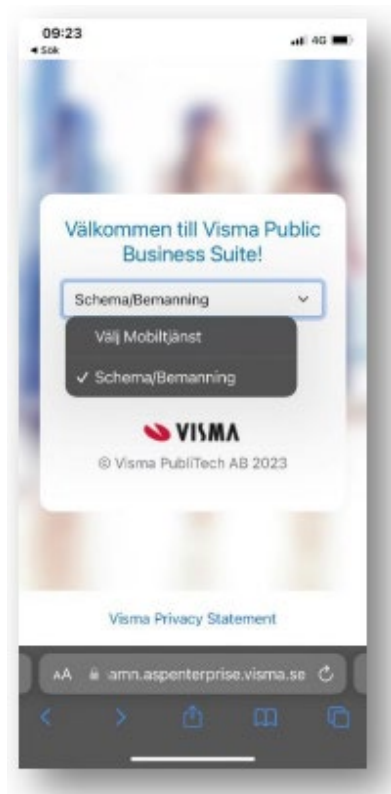 09:23
◀ Sök
4G
Välkommen till Visma Public
Business Suite!
Schema/Bemanning
Välj Mobiltjänst
✓ Schema/Bemanning
VISMA
© Visma PubliTech AB 2023
Visma Privacy Statement
AA amn.aspenterprise.visma.se